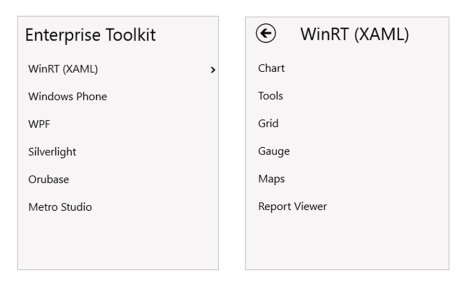 Enterprise Toolkit
WinRT (XAML)
Windows Phone
WPF
Silverlight
Orubase
Metro Studio
WinRT (XAML)
Chart
Tools
Grid
Gauge
Maps
Report Viewer